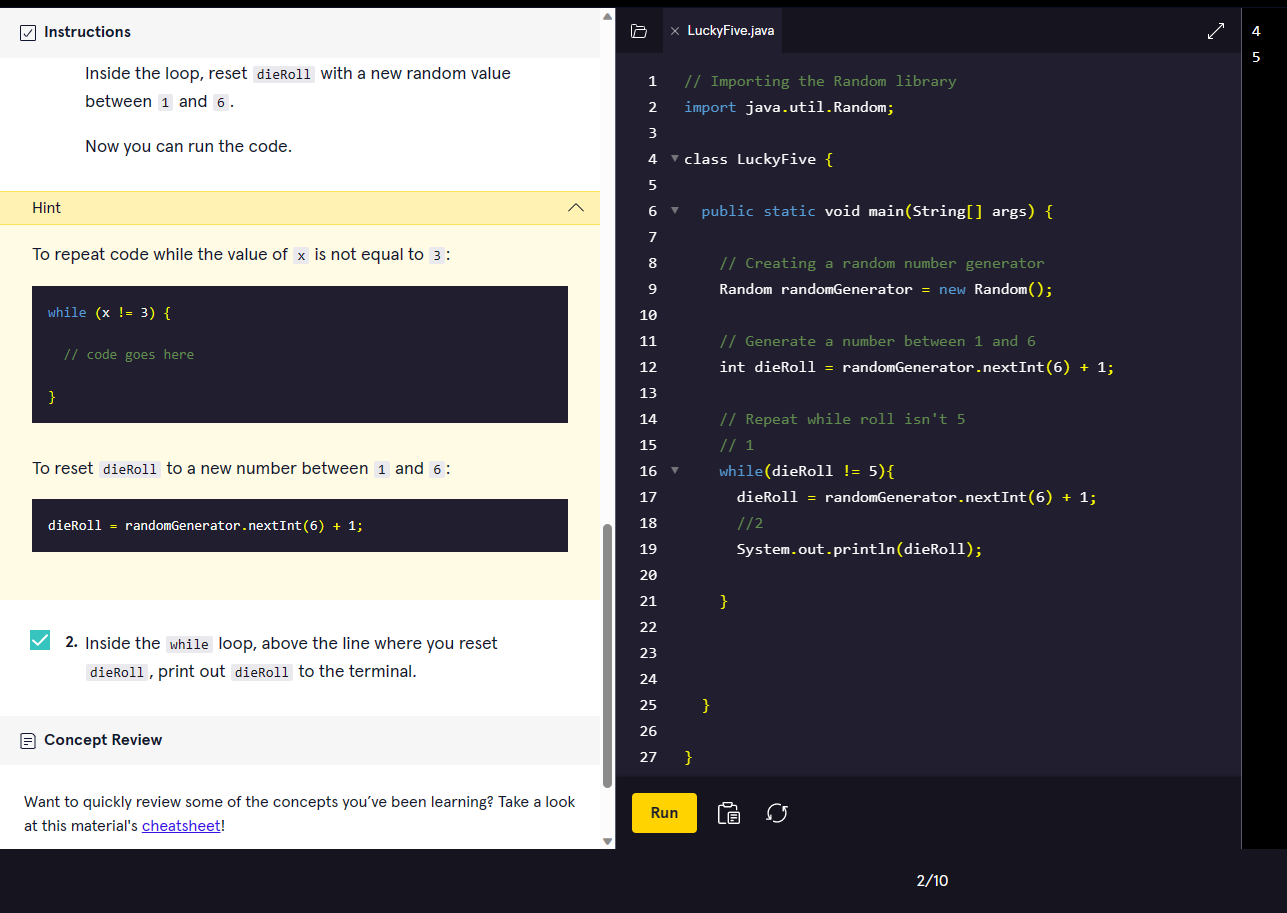 Instructions
Inside the loop, reset dieRoll with a new random value
between 1 and 6.
Now you can run the code.
Hint
To repeat code while the value of x is not equal to 3:
while (x != 3) {
// code goes here
}
To reset dieRoll to a new number between 1 and 6:
dieRoll = randomGenerator.nextInt(6) + 1;
2. Inside the while loop, above the line where you reset
dieRoll, print out dieRoll to the terminal.
Concept Review
Want to quickly review some of the concepts you’ve been learning? Take a look
at this material's cheatsheet!
LuckyFive.java
1 // Importing the Random library
2 import java.util.Random;
3
4 class LuckyFive {
5
6 public static void main(String[] args) {
7
8 // Creating a random number generator
9 Random randomGenerator = new Random();
10
11 // Generate a number between 1 and 6
12 int dieRoll = randomGenerator.nextInt(6) + 1;
13
14 // Repeat while roll isn't 5
15 // 1
16 while(dieRoll != 5){
17 dieRoll = randomGenerator.nextInt(6) + 1;
18 //2
19 System.out.println(dieRoll);
20
21 }
22
23
24
25 }
26
27 }
Run
4
5
2/10